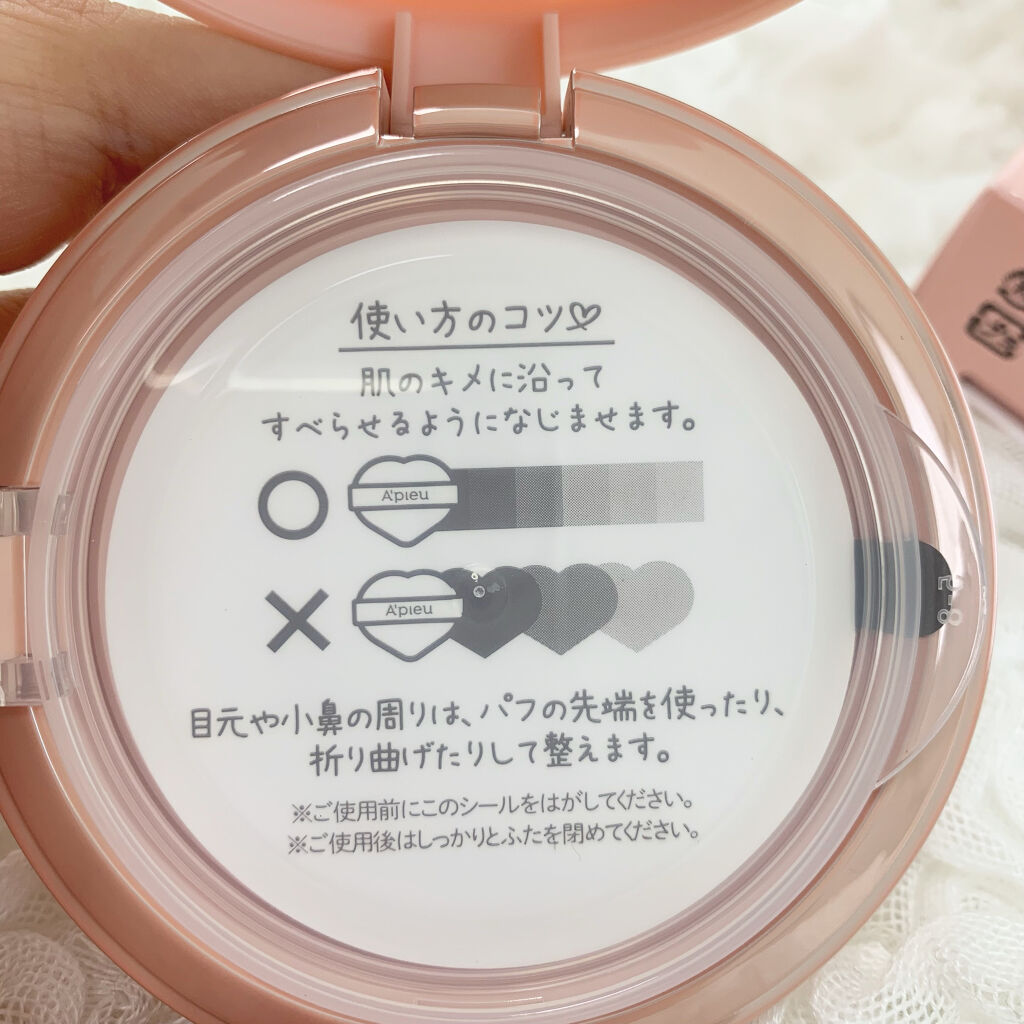 使い方のコツ♡
肌のキメに沿って
すべらせるようになじませます。
A'pieu
A'pieu
目元や小鼻の周りは、パフの先端を使ったり、
折り曲げたりして整えます。
※ご使用前にこのシールをはがしてください。
※ご使用後はしっかりとふたを閉めてください。